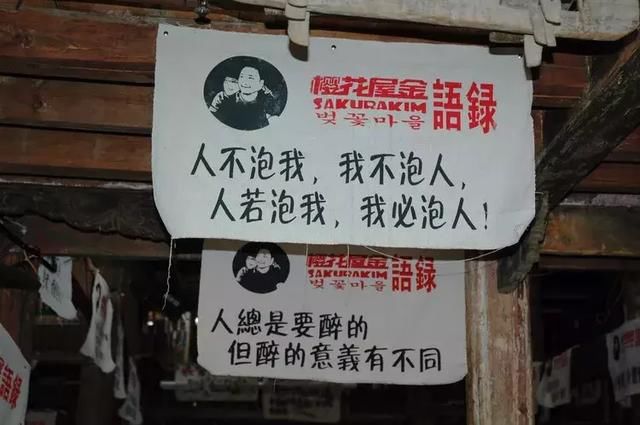 樱花屋金
SAKURAKIM
벚꽃마을
語録
人不泡我，我不泡人，
人若泡我，我必泡人！
樱花屋金
SAKURAKIM
벚꽃마을
語録
人總是要醉的
但醉的意義有不同
語録